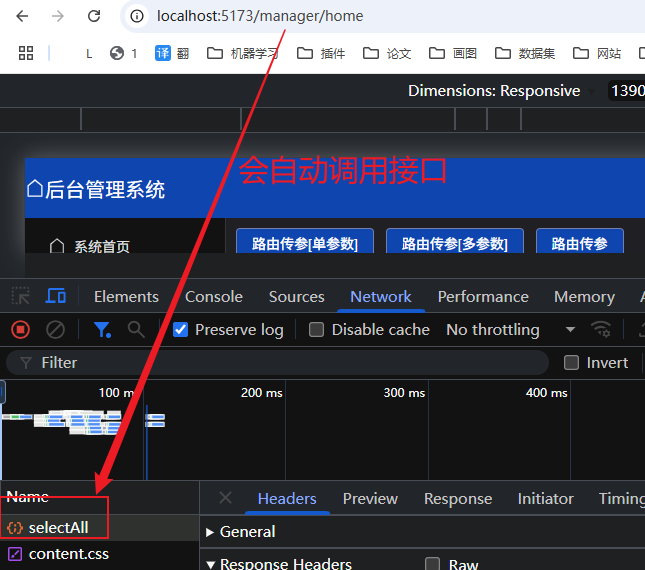 localhost:5173/manager/home
L 1 译 翻 机器学习 插件 论文 画图 数据集 网站
Dimensions: Responsive 1390
会自动调用接口
后台管理系统
系统首页 路由传参[单参数] 路由传参[多参数] 路由传参
Elements Console Sources Network Performance Memory
Preserve log Disable cache No throttling
Filter Invert
100 ms 200 ms 300 ms 400 ms
Name Headers Preview Response Initiator Timing
selectAll General
content.css Response Headers Raw